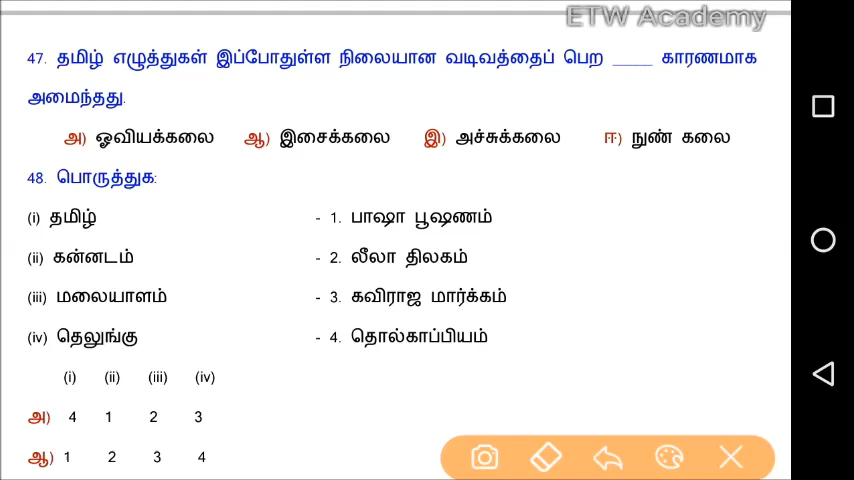 ETW Academy
47. தமிழ் எழுத்துகள் இப்போதுள்ள நிலையான வடிவத்தைப் பெற ____ காரணமாக
அமைந்தது.
அ) ஓவியக்கலை ஆ) இசைக்கலை இ) அச்சுக்கலை ஈ) நுண் கலை
48. பொருத்துக:
(i) தமிழ் - 1. பாஷா பூஷணம்
(ii) கன்னடம் - 2. லீலா திலகம்
(iii) மலையாளம் - 3. கவிராஜ மார்க்கம்
(iv) தெலுங்கு - 4. தொல்காப்பியம்
(i) (ii) (iii) (iv)
அ) 4 1 2 3
ஆ) 1 2 3 4